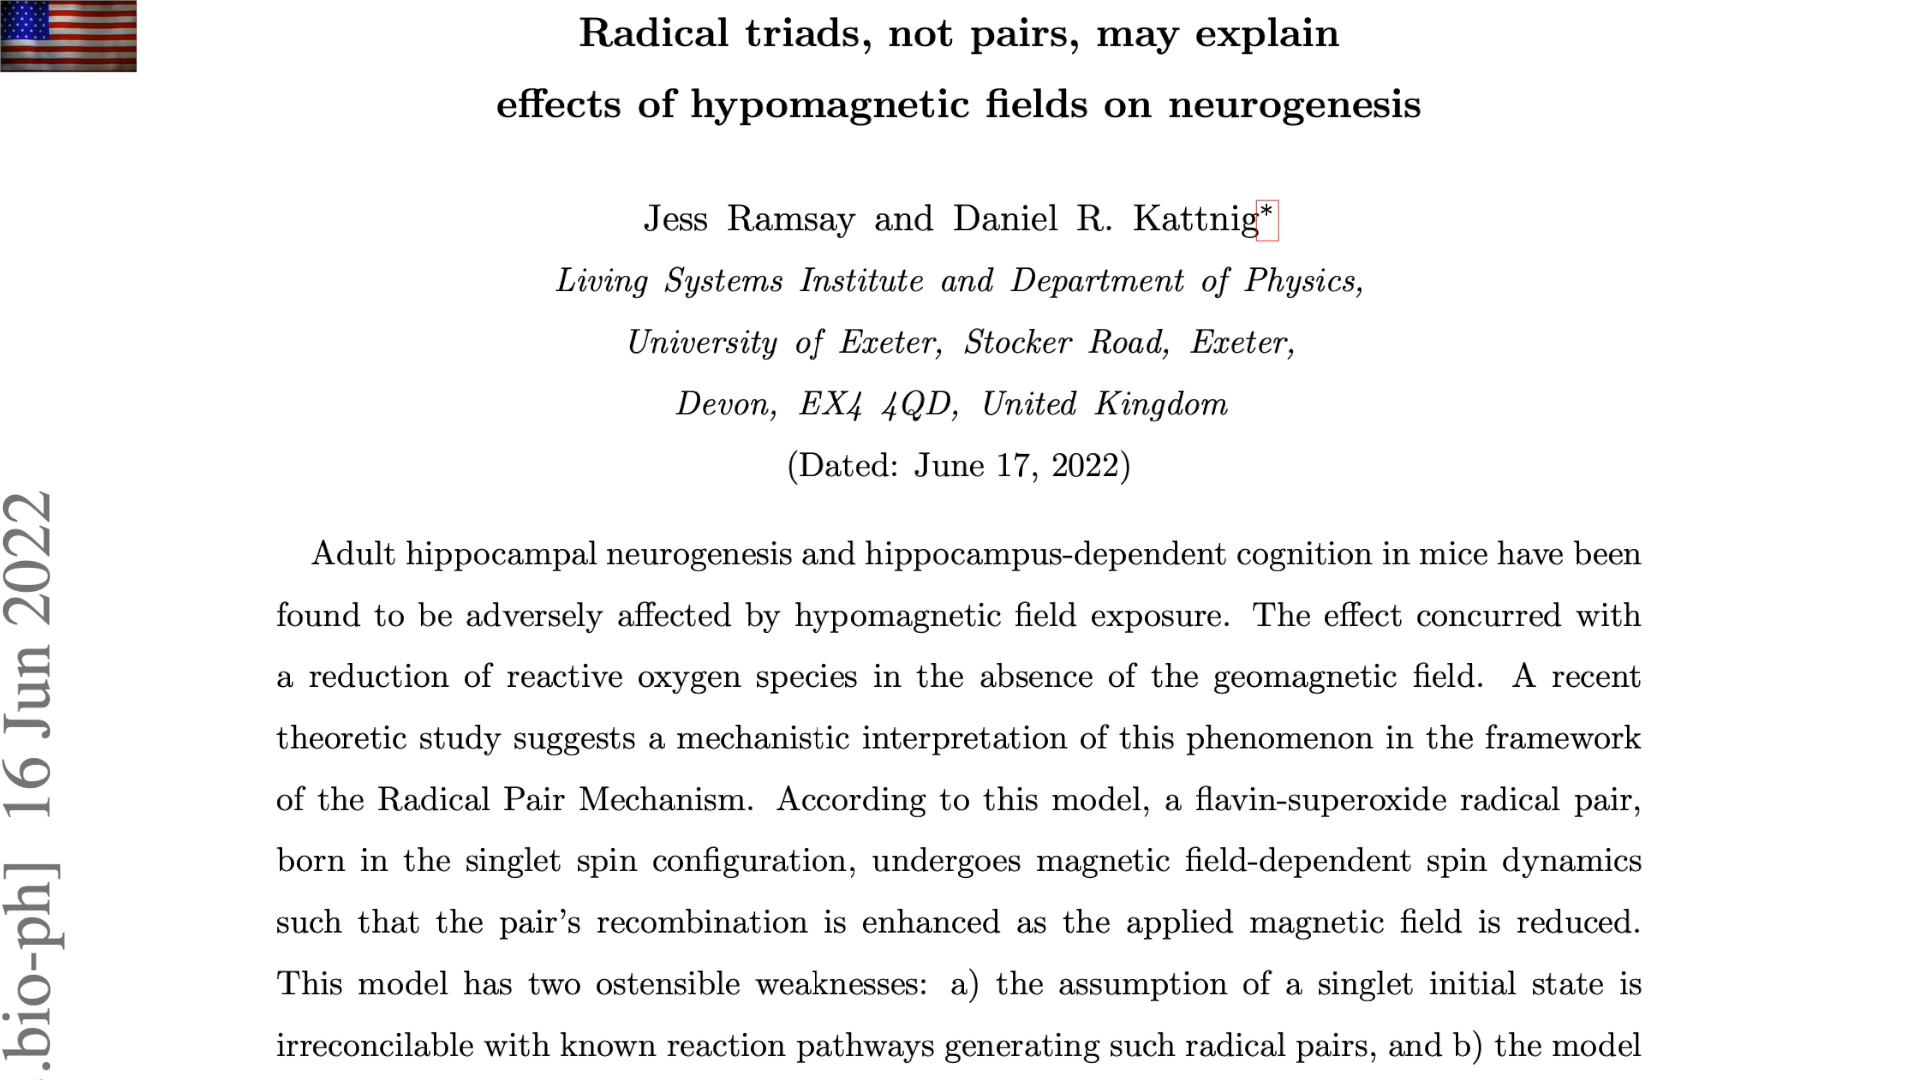 Radical triads, not pairs, may explain
effects of hypomagnetic fields on neurogenesis
Jess Ramsay and Daniel R. Kattnig*
Living Systems Institute and Department of Physics,
University of Exeter, Stocker Road, Exeter,
Devon, EX4 4QD, United Kingdom
(Dated: June 17, 2022)
Adult hippocampal neurogenesis and hippocampus-dependent cognition in mice have been
found to be adversely affected by hypomagnetic field exposure. The effect concurred with
a reduction of reactive oxygen species in the absence of the geomagnetic field. A recent
theoretic study suggests a mechanistic interpretation of this phenomenon in the framework
of the Radical Pair Mechanism. According to this model, a flavin-superoxide radical pair,
born in the singlet spin configuration, undergoes magnetic field-dependent spin dynamics
such that the pair's recombination is enhanced as the applied magnetic field is reduced.
This model has two ostensible weaknesses: a) the assumption of a singlet initial state is
irreconcilable with known reaction pathways generating such radical pairs, and b) the model
.bio-ph] 16 Jun 2022